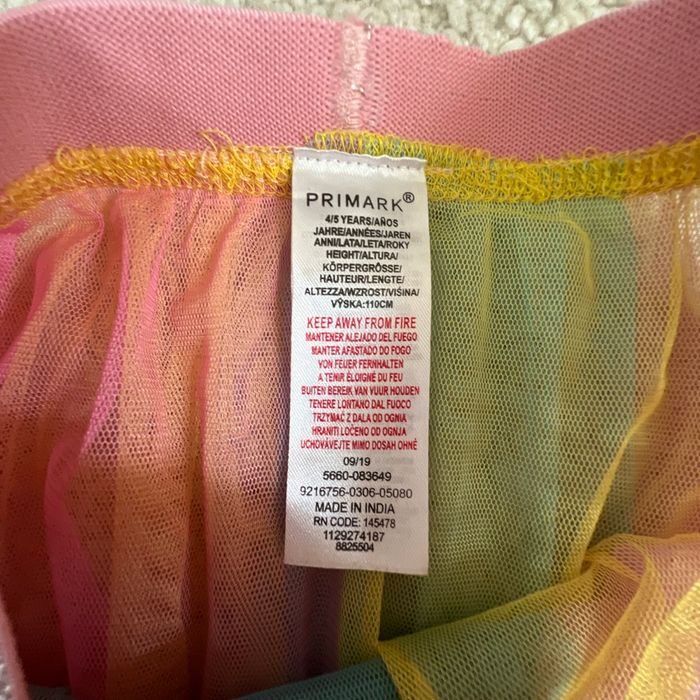 PRIMARK®
4/5 YEARS/AÑOS
JAHRE/ANNÉES/JAREN
ANNI/LATA/LETA/ROKY
HEIGHT/ALTURA/
KÖRPERGRÖSSE/
HAUTEUR/LENGTE/
ALTEZZA/WZROST/VIŠINA/
VÝSKA:110CM
KEEP AWAY FROM FIRE
MANTENER ALEJADO DEL FUEGO
MANTER AFASTADO DO FOGO
VON FEUER FERNHALTEN
A TENIR ÉLOIGNÉ DU FEU
BUITEN BEREIK VAN VUUR HOUDEN
TENERE LONTANO DAL FUOCO
TRZYMAĆ Z DALA OD OGNIA
HRANITI LOČENO OD OGNJA
UCHOVÁVEJTE MIMO DOSAH OHNĚ
09/19
5660-083649
9216756-0306-05080
MADE IN INDIA
RN CODE: 145478
1129274187
8825504